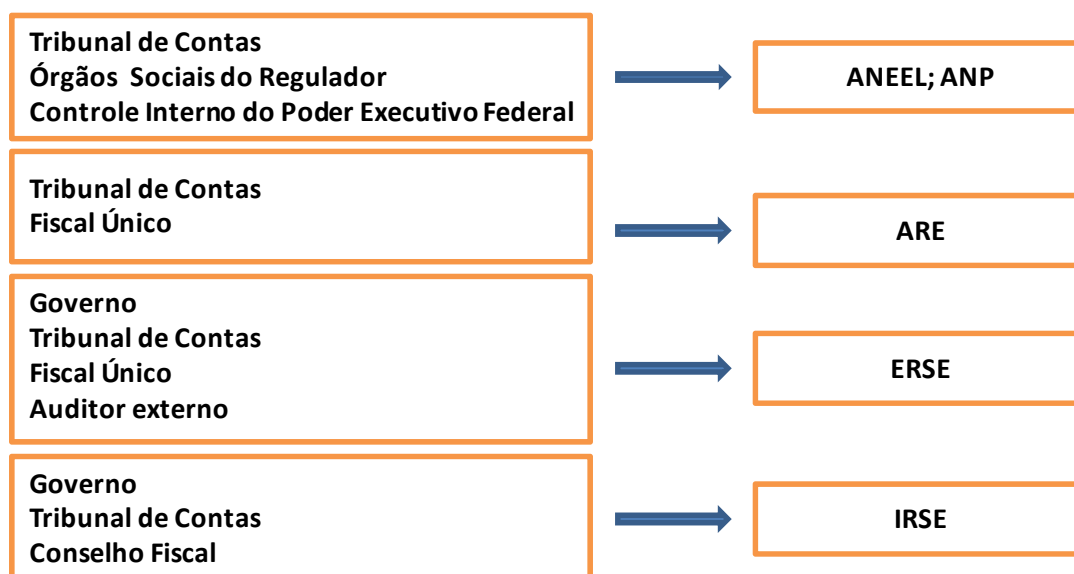 Tribunal de Contas
Órgãos Sociais do Regulador
Controle Interno do Poder Executivo Federal
ANEEL; ANP
Tribunal de Contas
Fiscal Único
ARE
Governo
Tribunal de Contas
Fiscal Único
Auditor externo
ERSE
Governo
Tribunal de Contas
Conselho Fiscal
IRSE